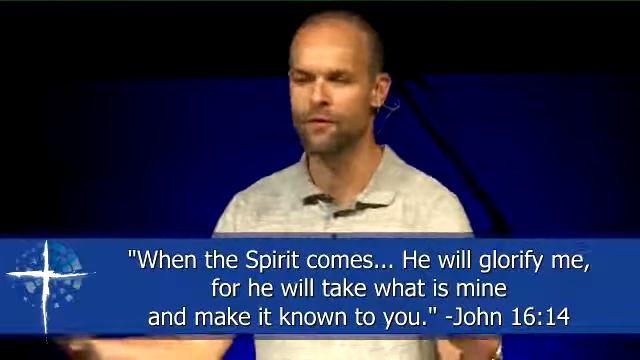 "When the Spirit comes... He will glorify me,
for he will take what is mine
and make it known to you." -John 16:14